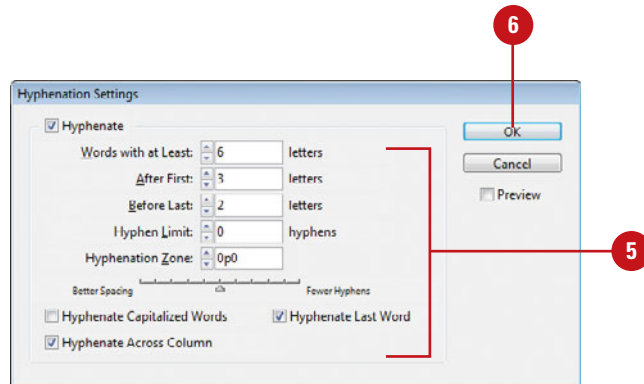 6
Hyphenation Settings
Hyphenate
OK
Words with at Least: 6 letters
Cancel
After First: 3 letters
Preview
Before Last: 2 letters
Hyphen Limit: 0 hyphens
5
Hyphenation Zone: 0p0
Better Spacing Fewer Hyphens
Hyphenate Capitalized Words Hyphenate Last Word
Hyphenate Across Column